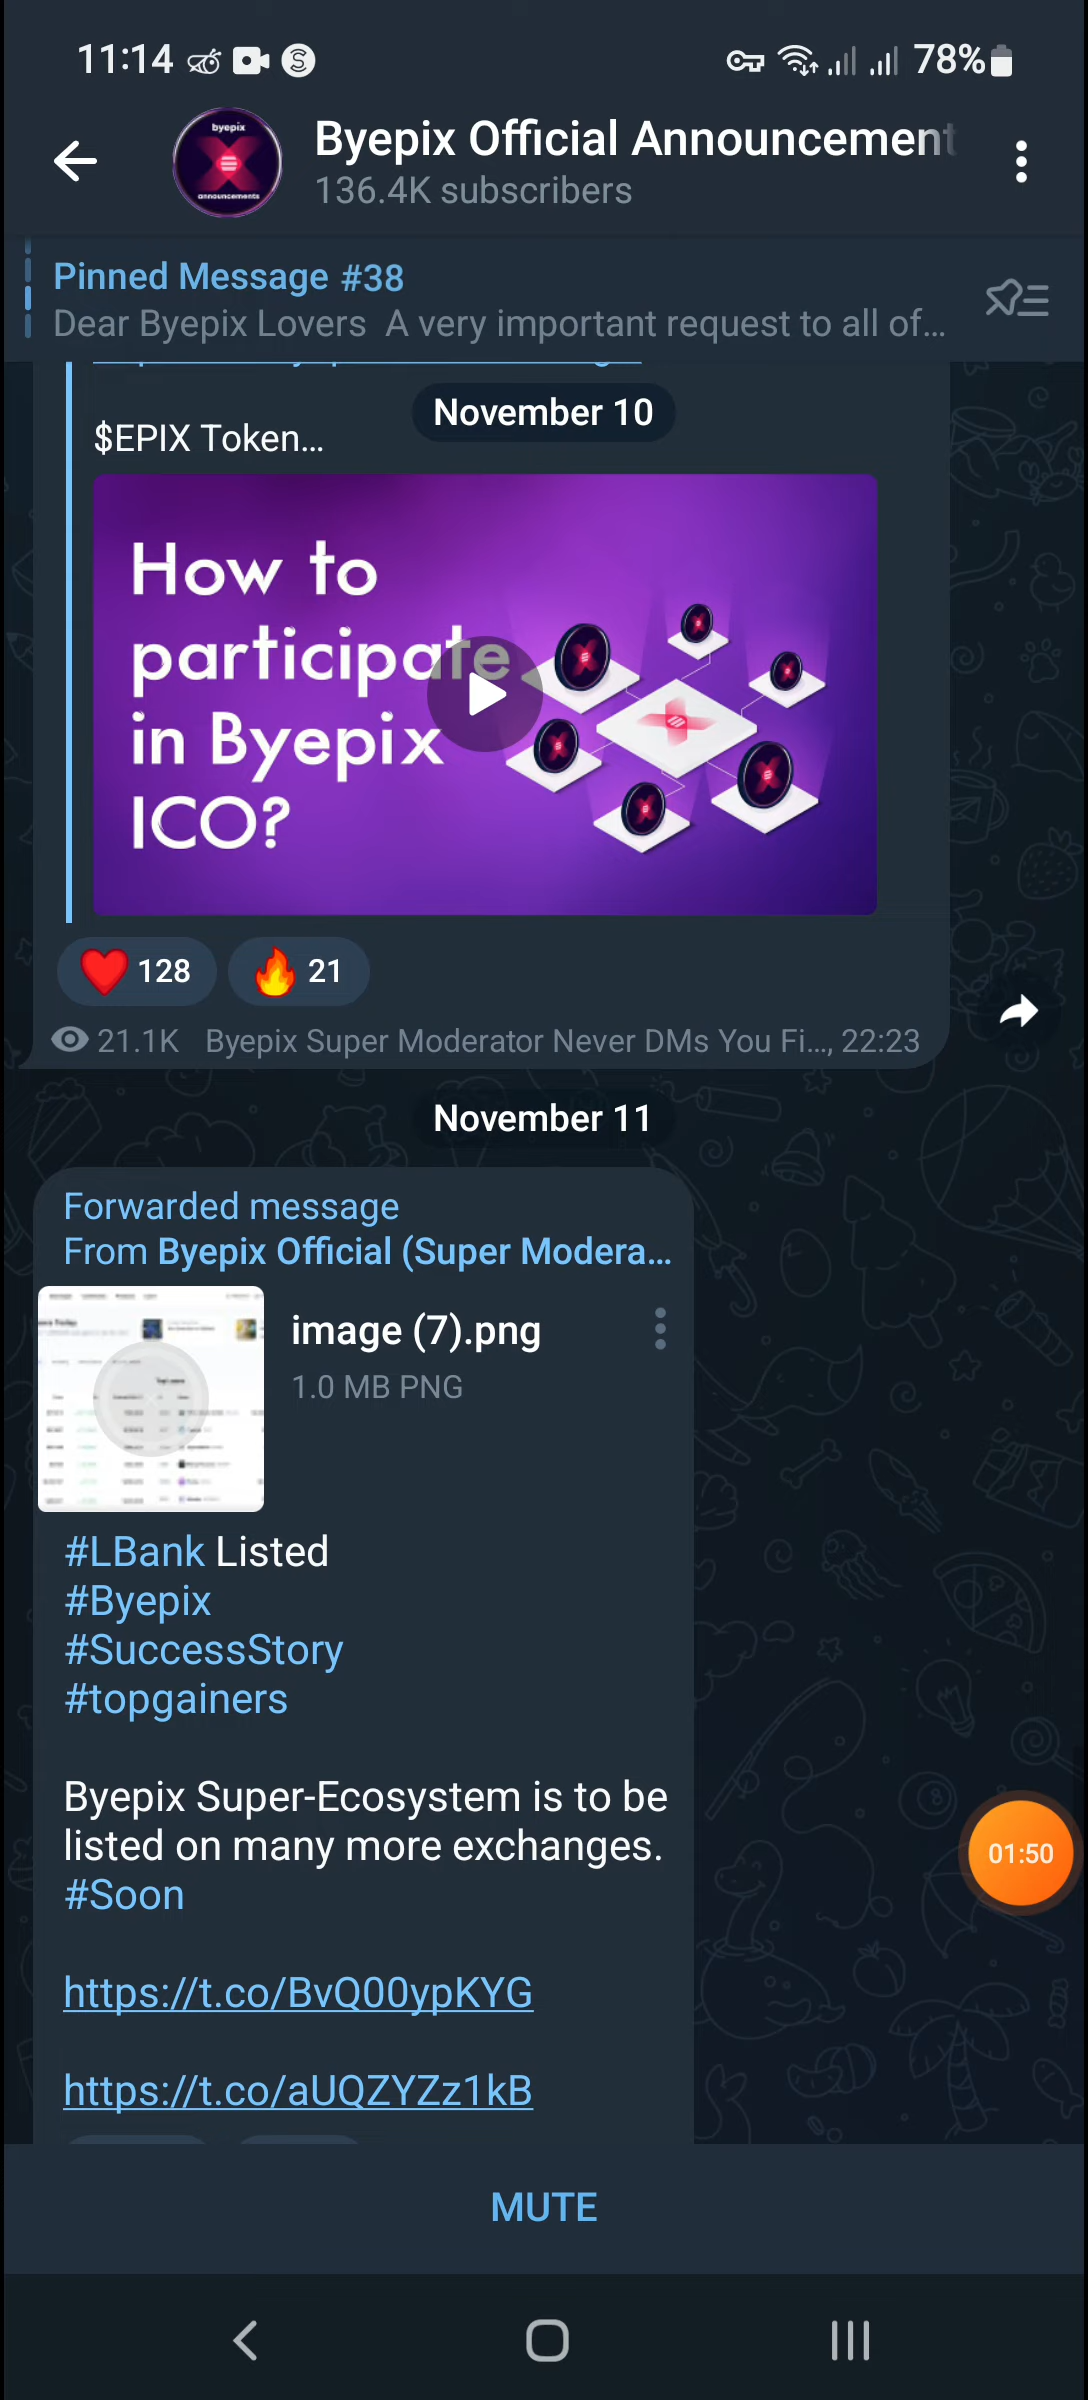 11:14
78%
byepix
announcements
Byepix Official Announcement
136.4K subscribers
Pinned Message #38
Dear Byepix Lovers A very important request to all of...
November 10
$EPIX Token...
How to
participate
in Byepix
ICO?
128
21
21.1K Byepix Super Moderator Never DMs You Fi..., 22:23
November 11
Forwarded message
From Byepix Official (Super Modera...
image (7).png
1.0 MB PNG
#LBank Listed
#Byepix
#SuccessStory
#topgainers
Byepix Super-Ecosystem is to be
listed on many more exchanges.
#Soon
https://t.co/BvQ00ypKYG
https://t.co/aUQZYZz1kB
01:50
MUTE